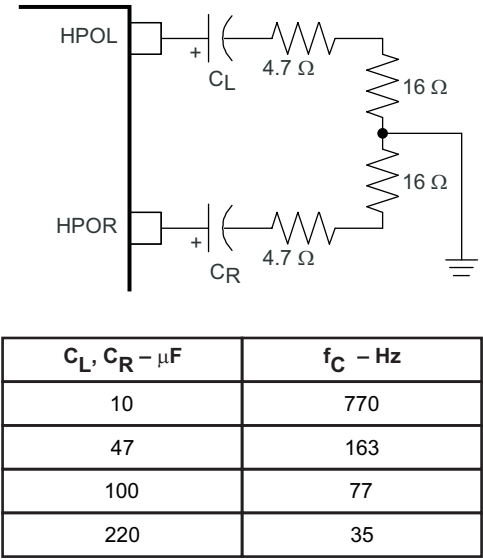 HPOL
+
CL
4.7 Ω
16 Ω
16 Ω
HPOR
+
CR
4.7 Ω
CL, CR – μF fC – Hz
10 770
47 163
100 77
220 35